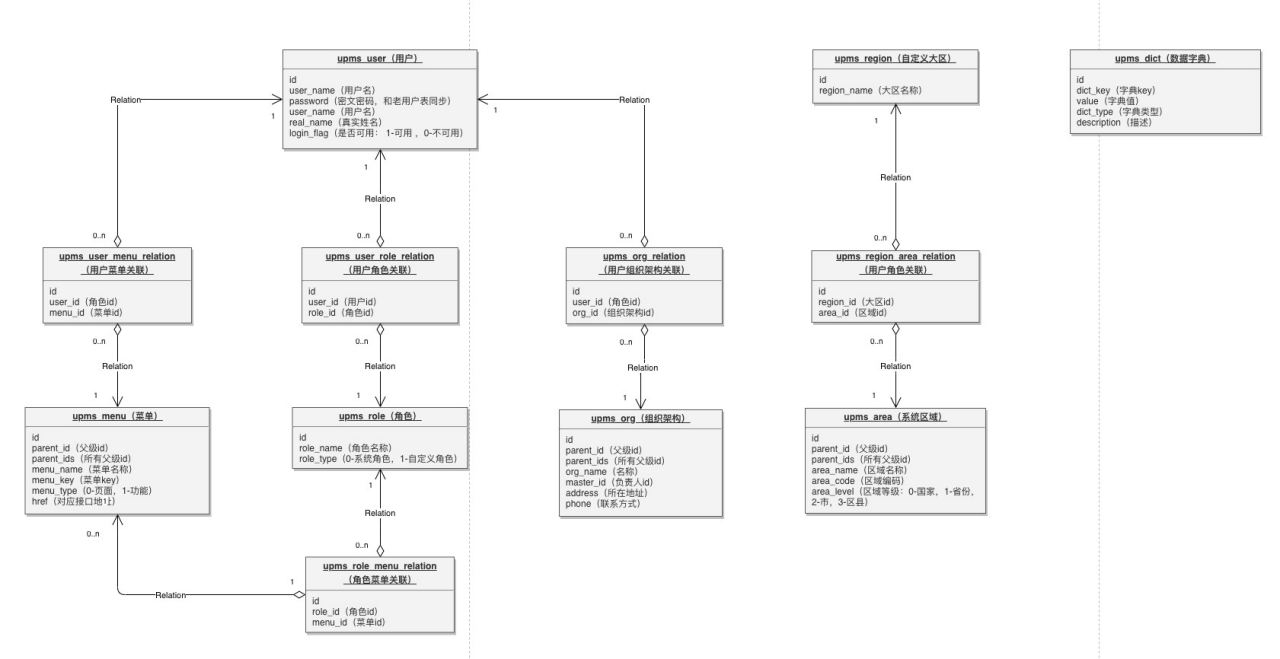 upms_user（用户）
id
user_name（用户名）
password（密文密码，和老用户表同步）
user_name（用户名）
real_name（真实姓名）
login_flag（是否可用： 1-可用 ，0-不可用）
upms_region（自定义大区）
id
region_name（大区名称）
upms_dict（数据字典）
id
dict_key（字典key）
value（字典值）
dict_type（字典类型）
description（描述）
Relation
1
1
Relation
1
1
Relation
Relation
0..n
0..n
0..n
0..n
upms_user_menu_relation
（用户菜单关联）
id
user_id（角色id）
menu_id（菜单id）
upms_user_role_relation
（用户角色关联）
id
user_id（用户id）
role_id（角色id）
upms_org_relation
（用户组织架构关联）
id
user_id（角色id）
org_id（组织架构id）
upms_region_area_relation
（用户角色关联）
id
region_id（大区id）
area_id（区域id）
0..n
0..n
0..n
0..n
Relation
Relation
Relation
Relation
1
1
1
1
upms_menu（菜单）
id
parent_id（父级id）
parent_ids（所有父级id）
menu_name（菜单名称）
menu_key（菜单key）
menu_type（0-页面，1-功能）
href（对应接口地址）
upms_role（角色）
id
role_name（角色名称）
role_type（0-系统角色，1-自定义角色）
upms_org（组织架构）
id
parent_id（父级id）
parent_ids（所有父级id）
org_name（名称）
master_id（负责人id）
address（所在地址）
phone（联系方式）
upms_area（系统区域）
id
parent_id（父级id）
parent_ids（所有父级id）
area_name（区域名称）
area_code（区域编码）
area_level（区域等级：0-国家，1-省份，
2-市，3-区县）
1
Relation
0..n
0..n
upms_role_menu_relation
（角色菜单关联）
id
role_id（角色id）
menu_id（菜单id）
1
Relation